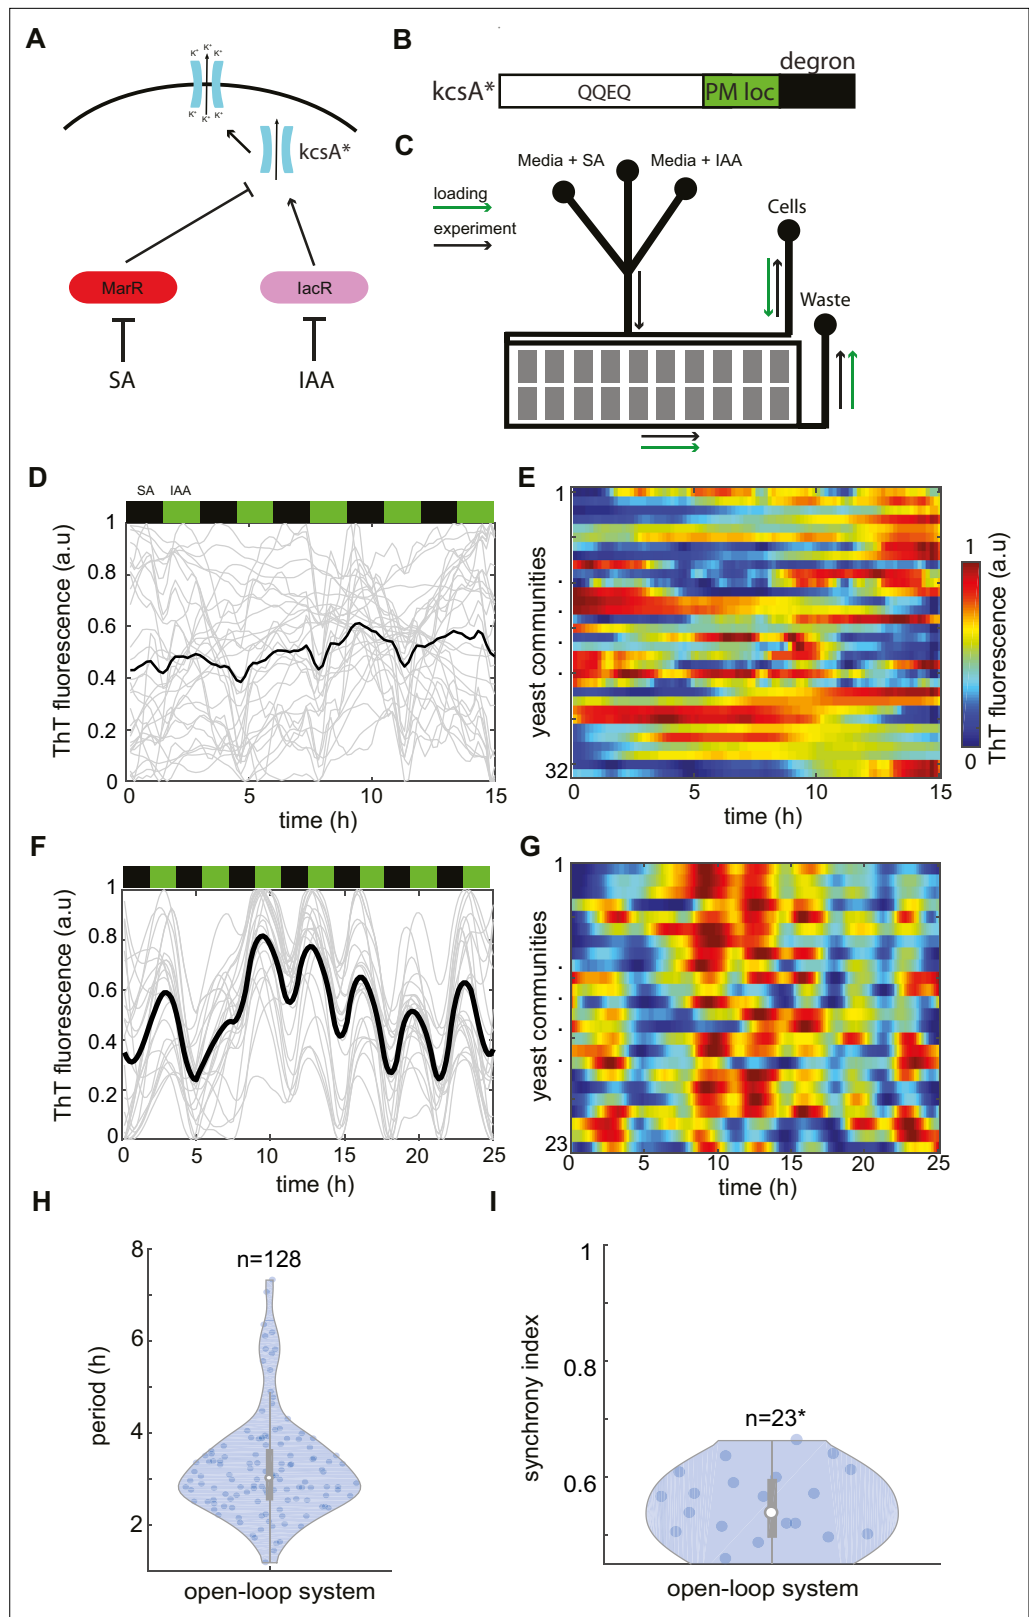 A
K⁺
K⁺ K⁺
K⁺ K⁺
K⁺
kcsA*
MarR
IacR
SA
IAA
B
degron
kcsA*
QQEQ
PM loc
C
Media + SA
Media + IAA
loading
experiment
Cells
Waste
D
SA IAA
ThT fluorescence (a.u)
1
0.8
0.6
0.4
0.2
0
0 5 10 15
time (h)
E
yeast communities
1
32
0 5 10 15
time (h)
1
0
ThT fluorescence (a.u)
F
ThT fluorescence (a.u)
1
0.8
0.6
0.4
0.2
0
0 5 10 15 20 25
time (h)
G
yeast communities
1
23
0 5 10 15 20 25
time (h)
H
n=128
period (h)
8
6
4
2
open-loop system
I
n=23*
synchrony index
1
0.8
0.6
open-loop system